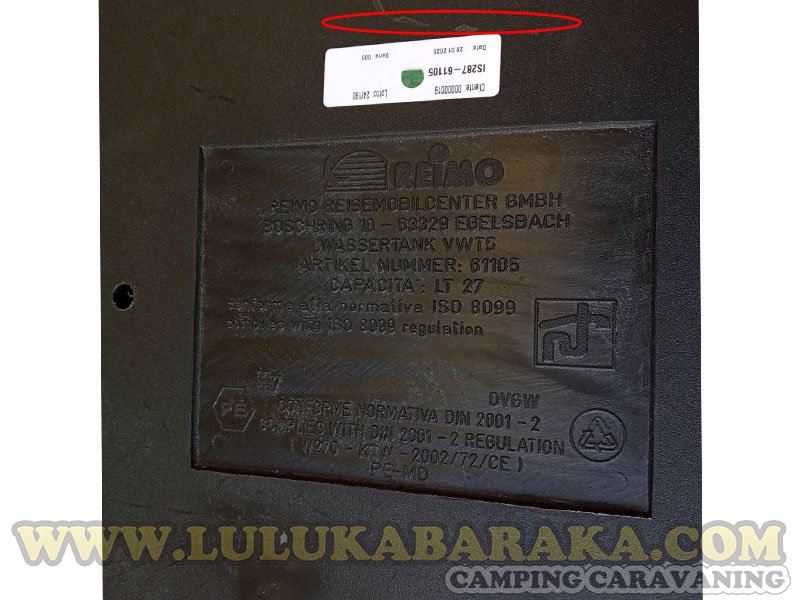 Cliente: 00000019 Lotto: 24/190
IS287-61105
Data: 28.01.2025 Serie 000
REIMO
REIMO REISEMOBILCENTER GMBH
BOSCHRING 10 - 63329 EGELSBACH
WASSERTANK VWT5
ARTIKEL NUMMER: 61105
CAPACITA': LT 27
conforme alla normativa ISO 8099
complies with ISO 8099 regulation
DVGW
PE
CONFORME NORMATIVA DIN 2001-2
COMPLIES WITH DIN 2001-2 REGULATION
( W270 - KTW - 2002/72/CE )
PE-MD
WWW.LULUKABARAKA.COM
CAMPING CARAVANING